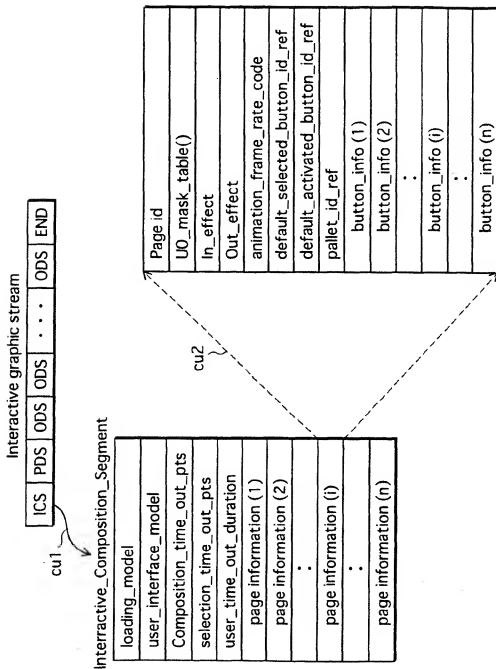 Interactive graphic stream
ICS PDS ODS ODS · · · · ODS END
cu1
Interrractive_Composition_Segment
loading_model
user_interface_model
Composition_time_out_pts
selection_time_out_pts
user_time_out_duration
page information (1)
page information (2)
:
page information (i)
:
page information (n)
cu2
Page id
UO_mask_table()
In_effect
Out_effect
animation_frame_rate_code
default_selected_button_id_ref
default_activated_button_id_ref
pallet_id_ref
button_info (1)
button_info (2)
:
button_info (i)
:
button_info (n)